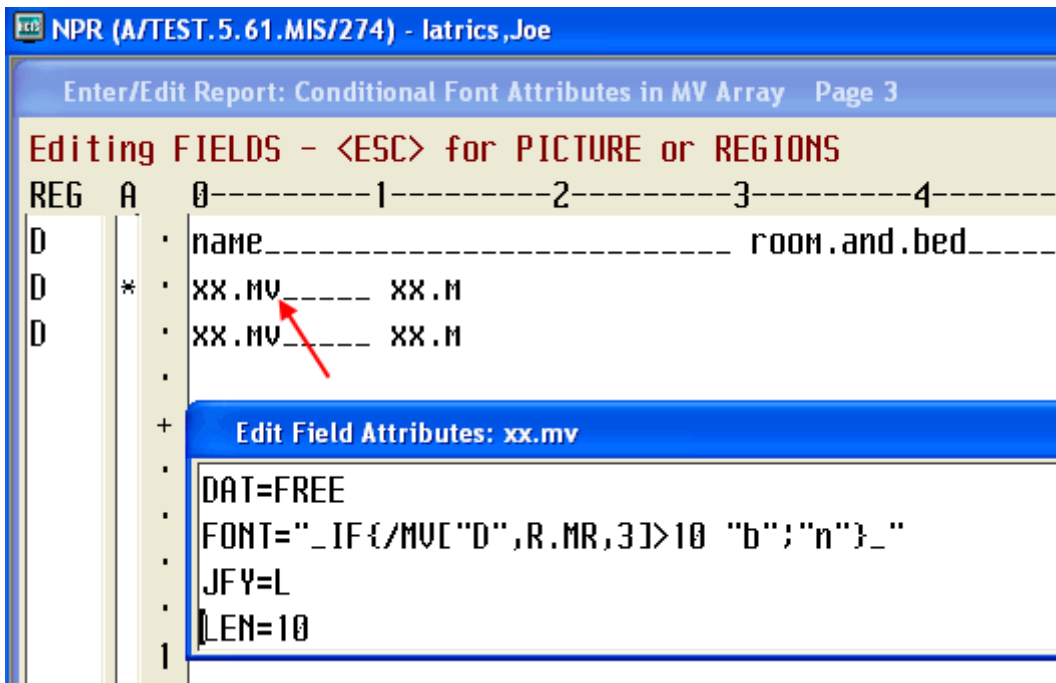 NPR (A/TEST.5.61.MIS/274) - Iatrics,Joe
Enter/Edit Report: Conditional Font Attributes in MV Array Page 3
Editing FIELDS - <ESC> for PICTURE or REGIONS
REG A 0---------1---------2---------3---------4-------
D · name__________________________ room.and.bed_____
D * · xx.MV_____ xx.M
D · xx.MV_____ xx.M
·
+ Edit Field Attributes: xx.mv
· DAT=FREE
· FONT="_IF{/MV["D",R.MR,3]>10 "b";"n"}_"
· JFY=L
· LEN=10
1